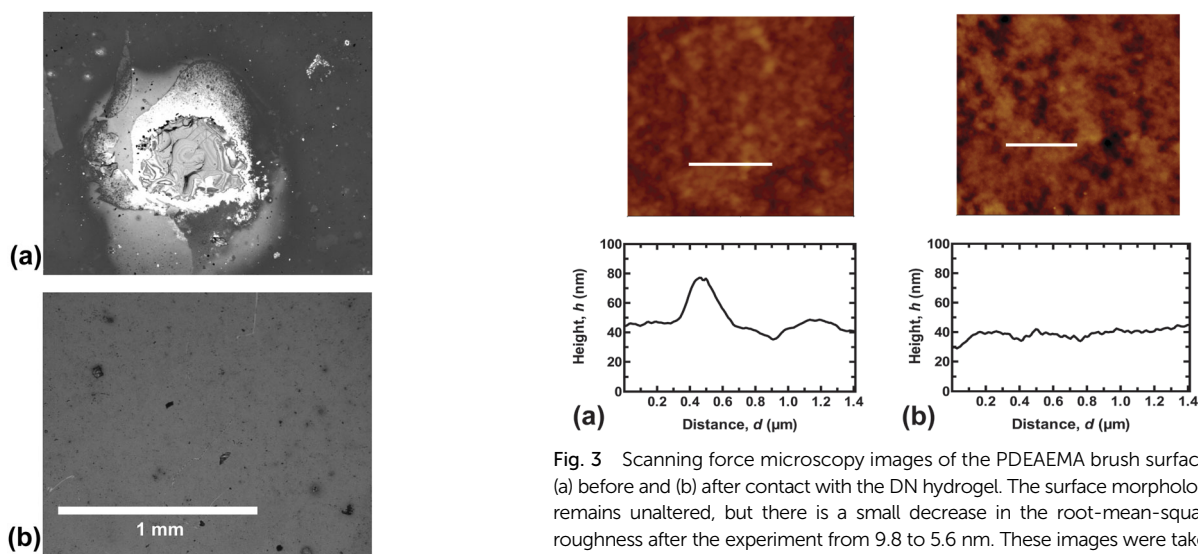 (a)
(b)
1 mm
100
80
60
40
20
0
Height, h (nm)
0.2 0.4 0.6 0.8 1.0 1.2 1.4
Distance, d (μm)
(a)
100
80
60
40
20
0
Height, h (nm)
0.2 0.4 0.6 0.8 1.0 1.2 1.4
Distance, d (μm)
(b)
Fig. 3 Scanning force microscopy images of the PDEAEMA brush surfac
(a) before and (b) after contact with the DN hydrogel. The surface morpholo
remains unaltered, but there is a small decrease in the root-mean-squa
roughness after the experiment from 9.8 to 5.6 nm. These images were tak